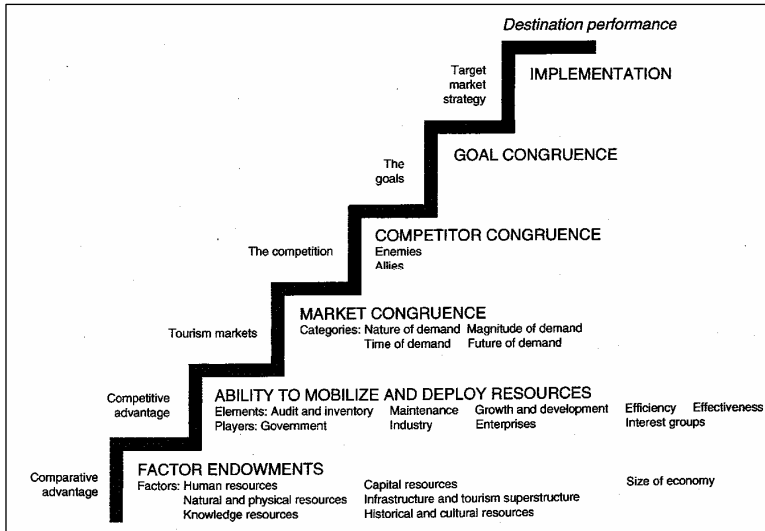 Destination performance
Target
market
strategy
IMPLEMENTATION
The
goals
GOAL CONGRUENCE
The competition
COMPETITOR CONGRUENCE
Enemies
Allies
Tourism markets
MARKET CONGRUENCE
Categories: Nature of demand Magnitude of demand
Time of demand Future of demand
Competitive
advantage
ABILITY TO MOBILIZE AND DEPLOY RESOURCES
Elements: Audit and inventory Maintenance Growth and development Efficiency Effectiveness
Players: Government Industry Enterprises Interest groups
Comparative
advantage
FACTOR ENDOWMENTS
Factors: Human resources Capital resources Size of economy
Natural and physical resources Infrastructure and tourism superstructure
Knowledge resources Historical and cultural resources